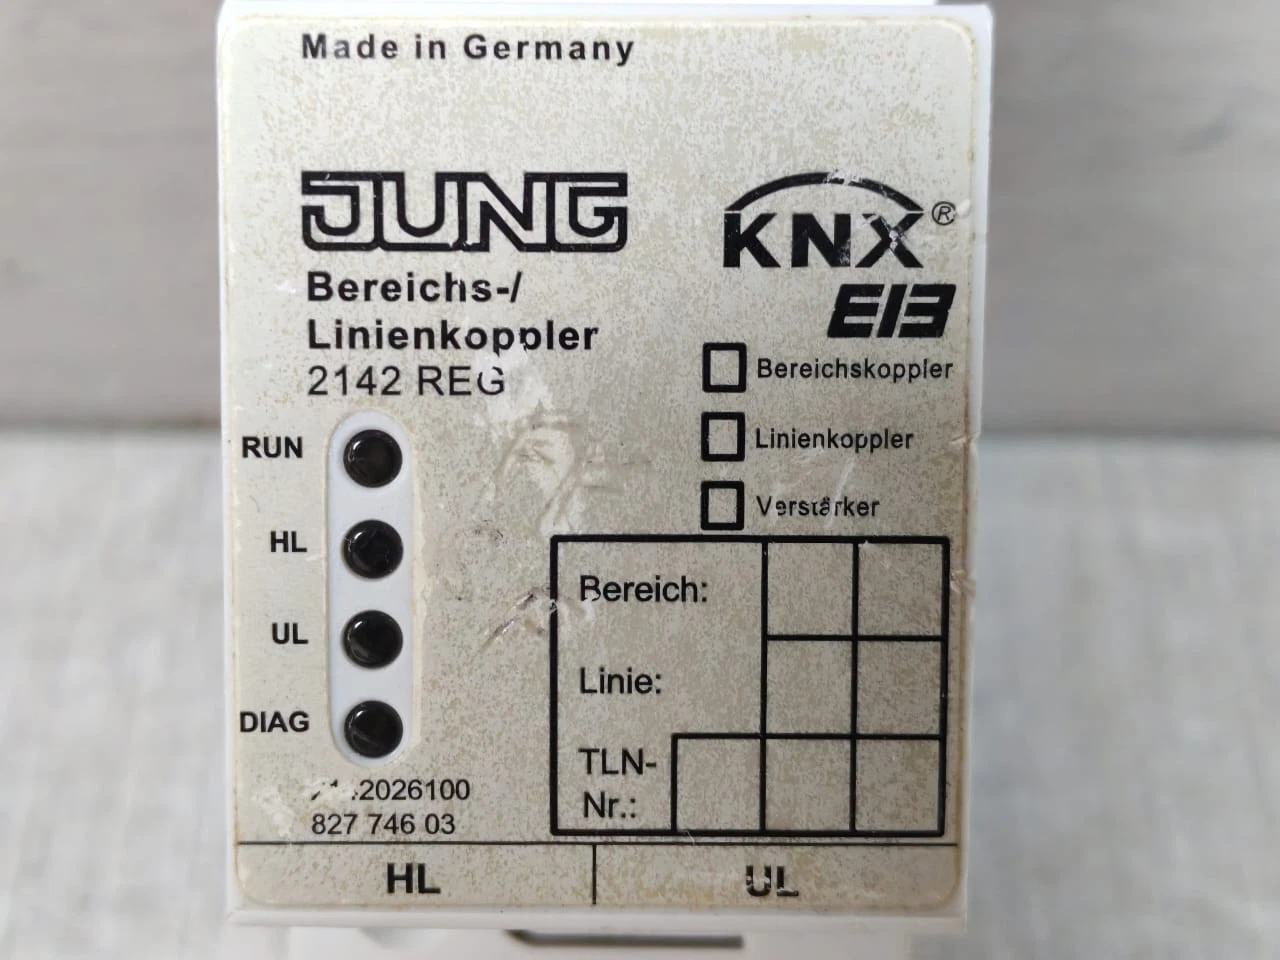 Made in Germany
JUNG
KNX®
EIB
Bereichs-/
Linienkoppler
2142 REG
Bereichskoppler
Linienkoppler
Verstärker
RUN
HL
UL
DIAG
Bereich:
Linie:
TLN-
Nr.:
827 746 03
HL
UL